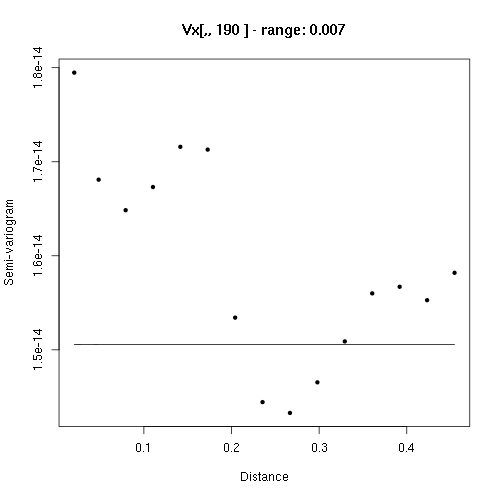 Vx[,, 190 ] - range: 0.007
1.8e-14
1.7e-14
1.6e-14
1.5e-14
Semi-variogram
0.1 0.2 0.3 0.4
Distance